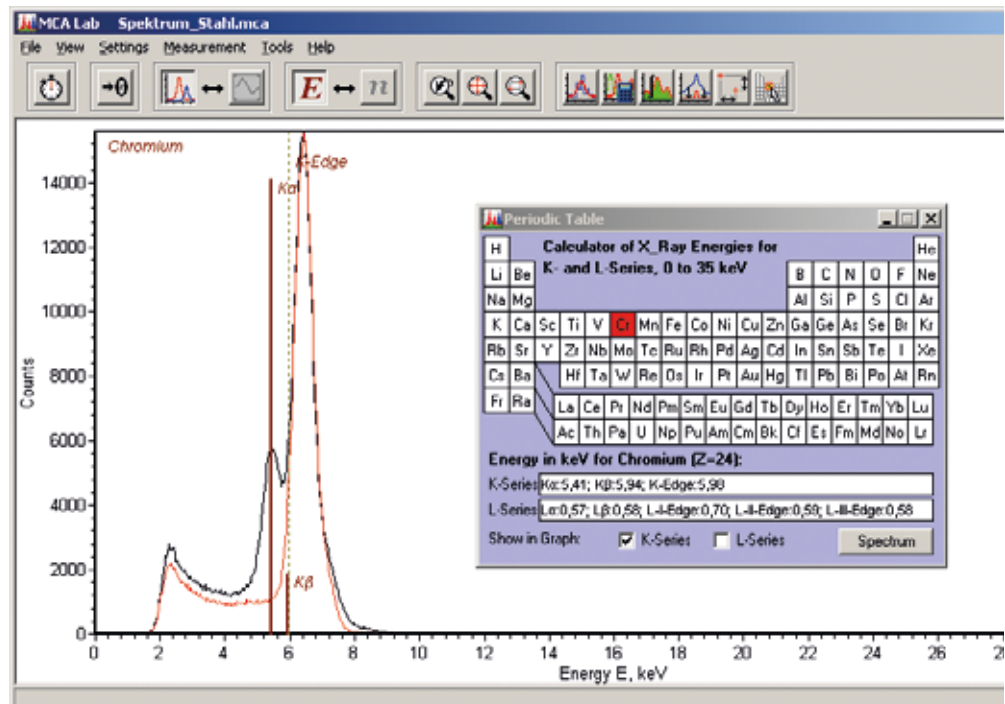 MCA Lab Spektrum_Stahl.mca
File View Settings Measurement Tools Help
→0 E ↔ n
Chromium
K-Edge
Kα
Kβ
14000
12000
10000
8000
6000
4000
2000
0
Counts
0 2 4 6 8 10 12 14 16 18 20 22 24 26 28
Energy E, keV
Periodic Table
Calculator of X_Ray Energies for
K- and L-Series, 0 to 35 keV
H He
Li Be B C N O F Ne
Na Mg Al Si P S Cl Ar
K Ca Sc Ti V Cr Mn Fe Co Ni Cu Zn Ga Ge As Se Br Kr
Rb Sr Y Zr Nb Mo Tc Ru Rh Pd Ag Cd In Sn Sb Te I Xe
Cs Ba Hf Ta W Re Os Ir Pt Au Hg Tl Pb Bi Po At Rn
Fr Ra
La Ce Pr Nd Pm Sm Eu Gd Tb Dy Ho Er Tm Yb Lu
Ac Th Pa U Np Pu Am Cm Bk Cf Es Fm Md No Lr
Energy in keV for Chromium (Z=24):
K-Series Kα:5,41; Kβ:5,94; K-Edge:5,98
L-Series Lα:0,57; Lβ:0,58; L-I-Edge:0,70; L-II-Edge:0,59; L-III-Edge:0,58
Show in Graph: K-Series L-Series Spectrum